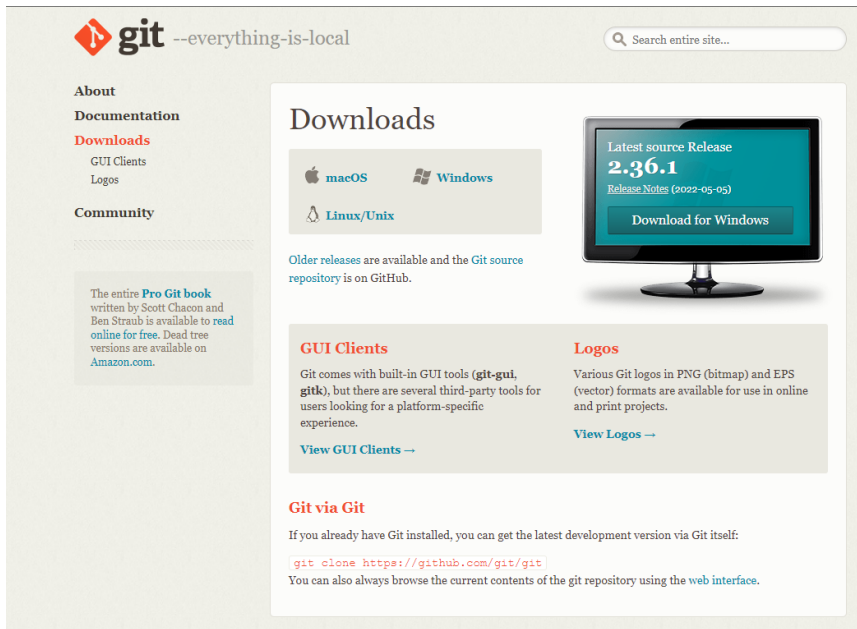 git --everything-is-local
Search entire site...
About
Documentation
Downloads
GUI Clients
Logos
Community
The entire Pro Git book
written by Scott Chacon and
Ben Straub is available to read
online for free. Dead tree
versions are available on
Amazon.com.
Downloads
macOS
Windows
Linux/Unix
Older releases are available and the Git source
repository is on GitHub.
Latest source Release
2.36.1
Release Notes (2022-05-05)
Download for Windows
GUI Clients
Git comes with built-in GUI tools (git-gui,
gitk), but there are several third-party tools for
users looking for a platform-specific
experience.
View GUI Clients →
Logos
Various Git logos in PNG (bitmap) and EPS
(vector) formats are available for use in online
and print projects.
View Logos →
Git via Git
If you already have Git installed, you can get the latest development version via Git itself:
git clone https://github.com/git/git
You can also always browse the current contents of the git repository using the web interface.